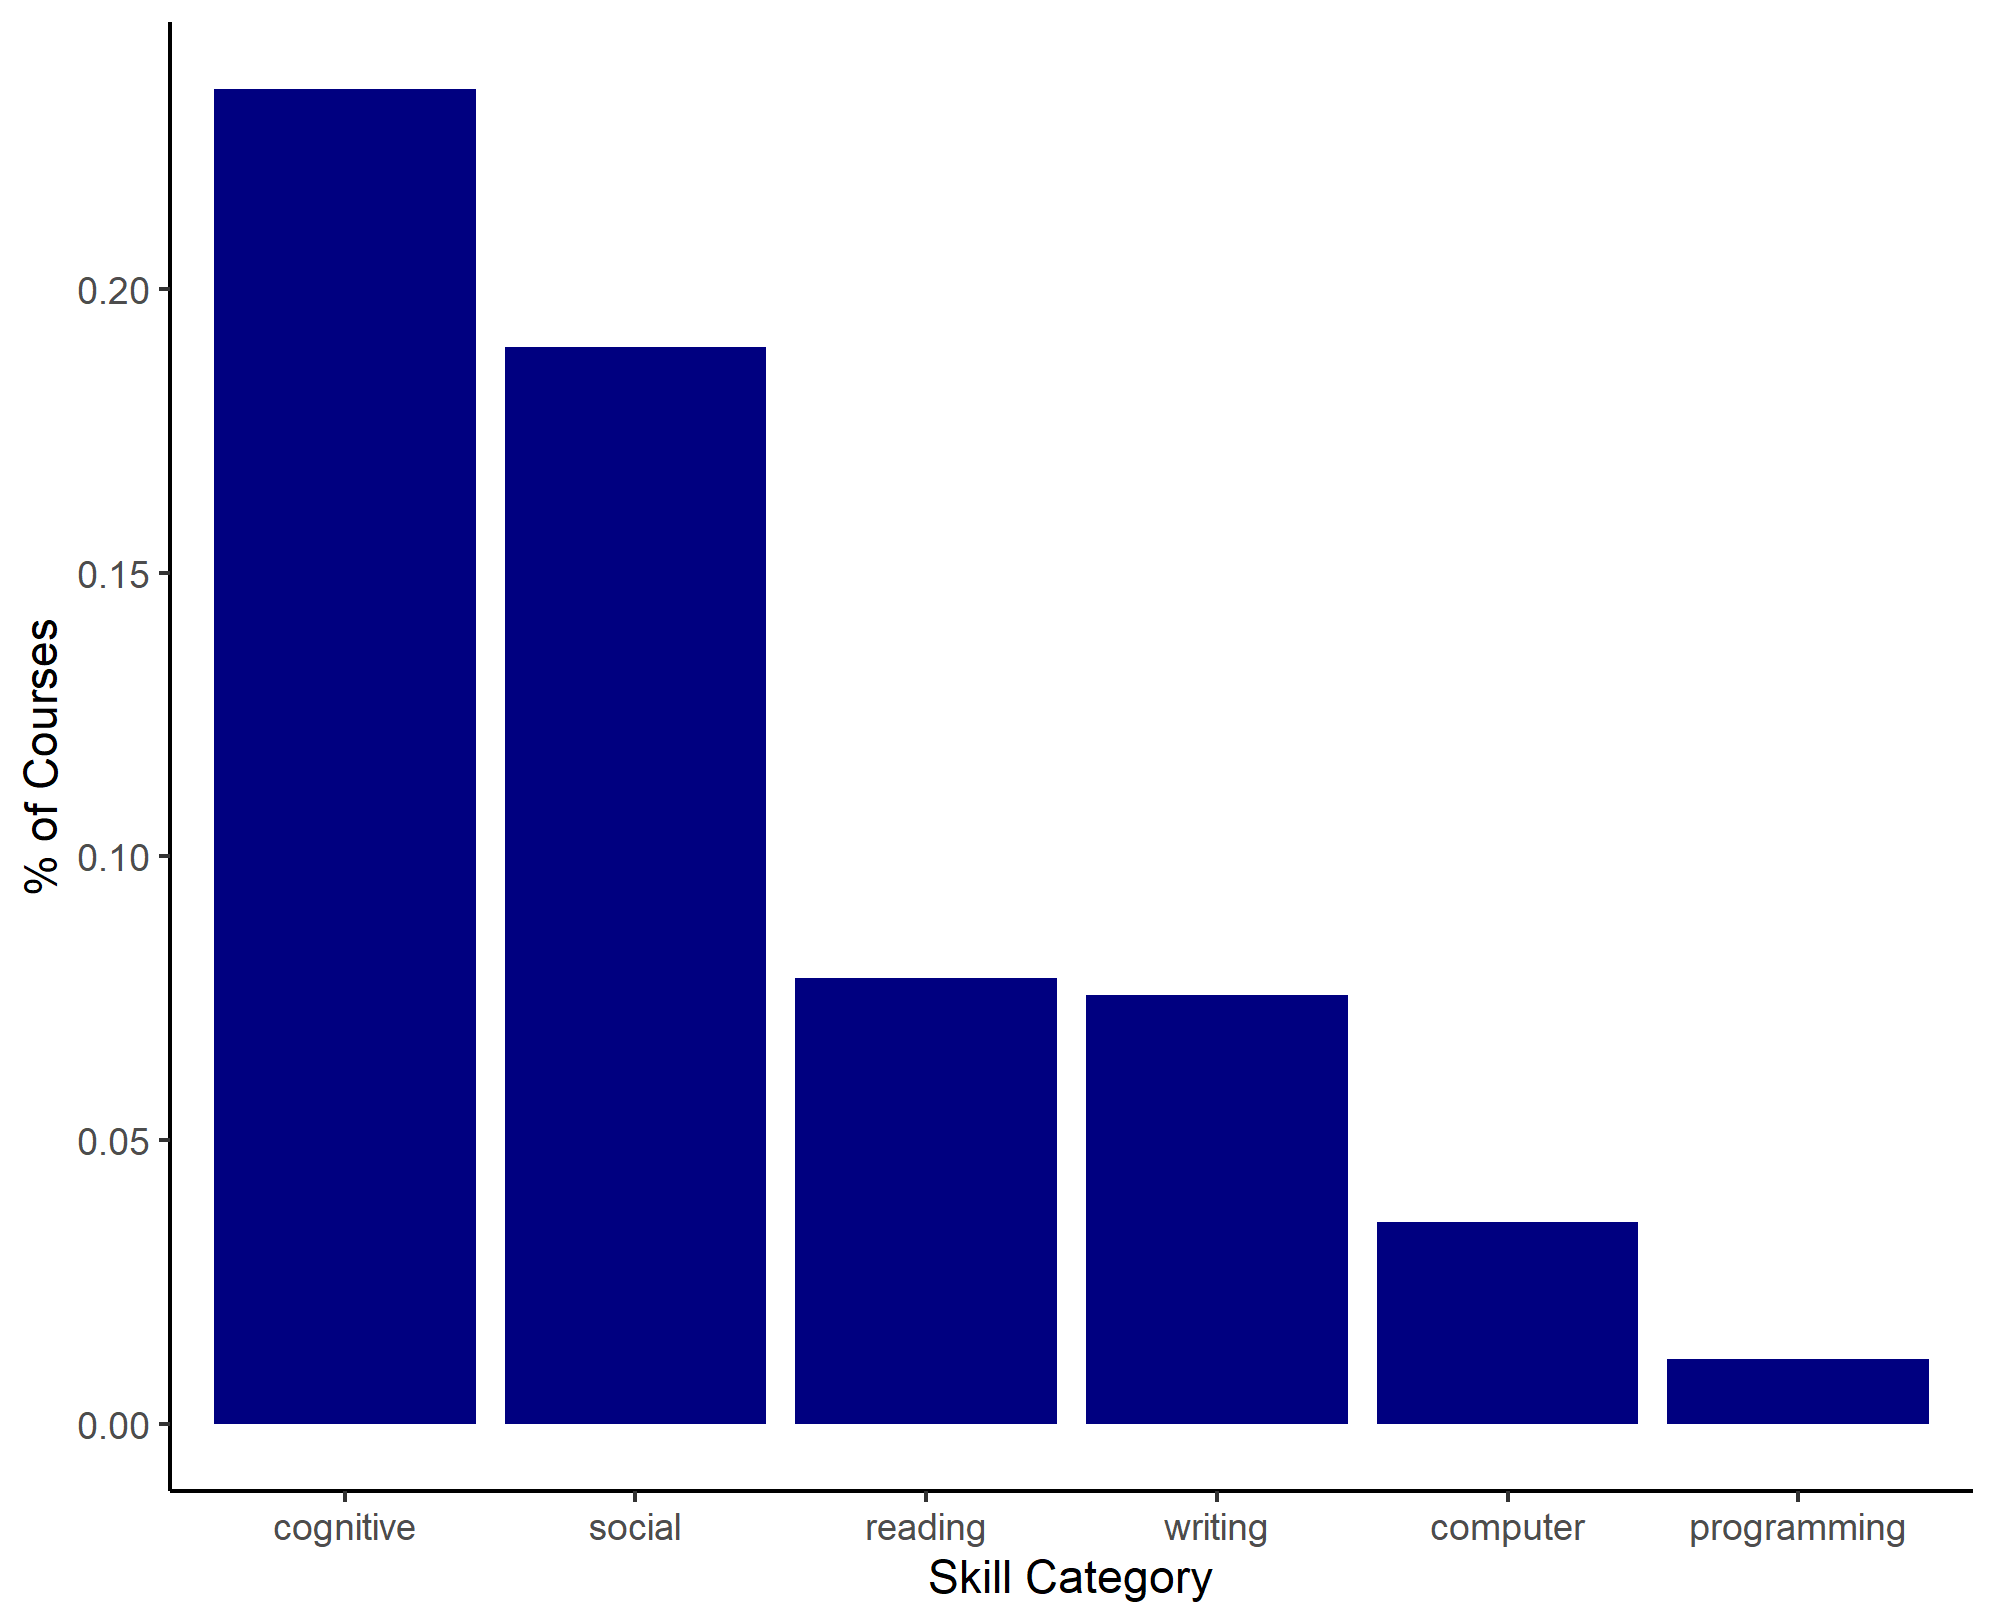 % of Courses
0.20
0.15
0.10
0.05
0.00
cognitive social reading writing computer programming
Skill Category